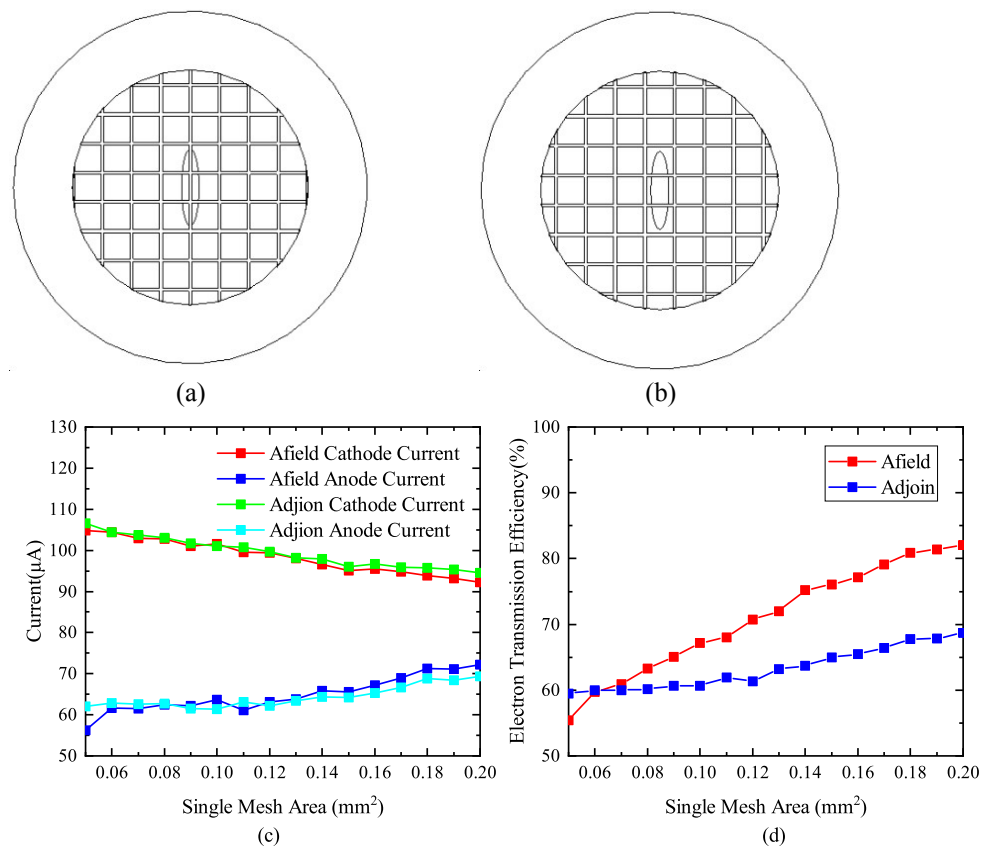 (a)
(b)
130
120
110
100
90
80
70
60
50
Current(μA)
Afield Cathode Current
Afield Anode Current
Adjion Cathode Current
Adjion Anode Current
0.06 0.08 0.10 0.12 0.14 0.16 0.18 0.20
Single Mesh Area (mm²)
(c)
100
90
80
70
60
50
Electron Transmission Efficiency(%)
Afield
Adjoin
0.06 0.08 0.10 0.12 0.14 0.16 0.18 0.20
Single Mesh Area (mm²)
(d)